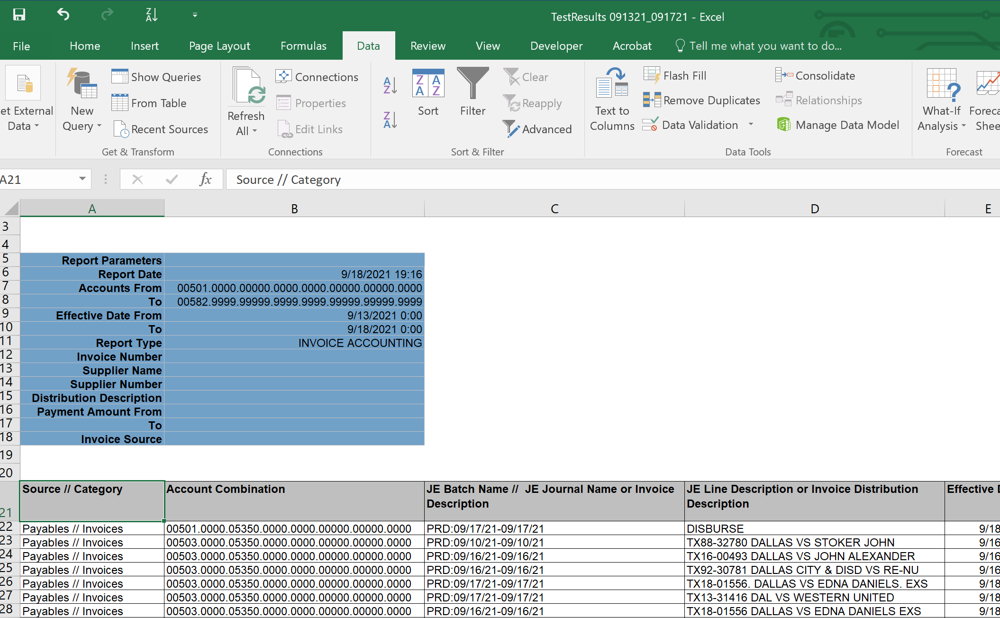 TestResults 091321_091721 - Excel
File Home Insert Page Layout Formulas Data Review View Developer Acrobat Tell me what you want to do...
et External Data
New Query
Show Queries
From Table
Recent Sources
Get & Transform
Refresh All
Connections
Properties
Edit Links
Connections
Sort
Filter
Clear
Reapply
Advanced
Sort & Filter
Text to Columns
Flash Fill
Remove Duplicates
Data Validation
Consolidate
Relationships
Manage Data Model
Data Tools
What-If Analysis
Foreca
Shee
Forecast
A21 fx Source // Category
A B C D E
3
4
5 Report Parameters
6 Report Date 9/18/2021 19:16
7 Accounts From 00501.0000.00000.0000.0000.00000.00000.0000
8 To 00582.9999.99999.9999.9999.99999.99999.9999
9 Effective Date From 9/13/2021 0:00
10 To 9/18/2021 0:00
11 Report Type INVOICE ACCOUNTING
12 Invoice Number
13 Supplier Name
14 Supplier Number
15 Distribution Description
16 Payment Amount From
17 To
18 Invoice Source
19
20
21 Source // Category Account Combination JE Batch Name // JE Journal Name or Invoice Description JE Line Description or Invoice Distribution Description Effective D
22 Payables // Invoices 00501.0000.05350.0000.0000.00000.00000.0000 PRD:09/17/21-09/17/21 DISBURSE 9/18
23 Payables // Invoices 00503.0000.05350.0000.0000.00000.00000.0000 PRD:09/10/21-09/10/21 TX88-32780 DALLAS VS STOKER JOHN 9/16
24 Payables // Invoices 00503.0000.05350.0000.0000.00000.00000.0000 PRD:09/16/21-09/16/21 TX16-00493 DALLAS VS JOHN ALEXANDER 9/16
25 Payables // Invoices 00503.0000.05350.0000.0000.00000.00000.0000 PRD:09/16/21-09/16/21 TX92-30781 DALLAS CITY & DISD VS RE-NU 9/16
26 Payables // Invoices 00503.0000.05350.0000.0000.00000.00000.0000 PRD:09/17/21-09/17/21 TX18-01556. DALLAS VS EDNA DANIELS. EXS 9/18
27 Payables // Invoices 00503.0000.05350.0000.0000.00000.00000.0000 PRD:09/17/21-09/17/21 TX13-31416 DAL VS WESTERN UNITED 9/18
28 Payables // Invoices 00503.0000.05350.0000.0000.00000.00000.0000 PRD:09/16/21-09/16/21 TX18-01556 DALLAS VS EDNA DANIELS EXS 9/18